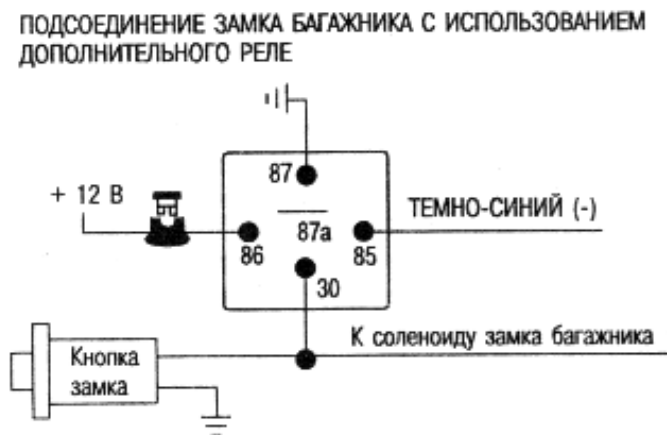 ПОДСОЕДИНЕНИЕ ЗАМКА БАГАЖНИКА С ИСПОЛЬЗОВАНИЕМ
ДОПОЛНИТЕЛЬНОГО РЕЛЕ
87
+ 12 В
ТЕМНО-СИНИЙ (-)
87а
86
85
30
К соленоиду замка багажника
Кнопка
замка